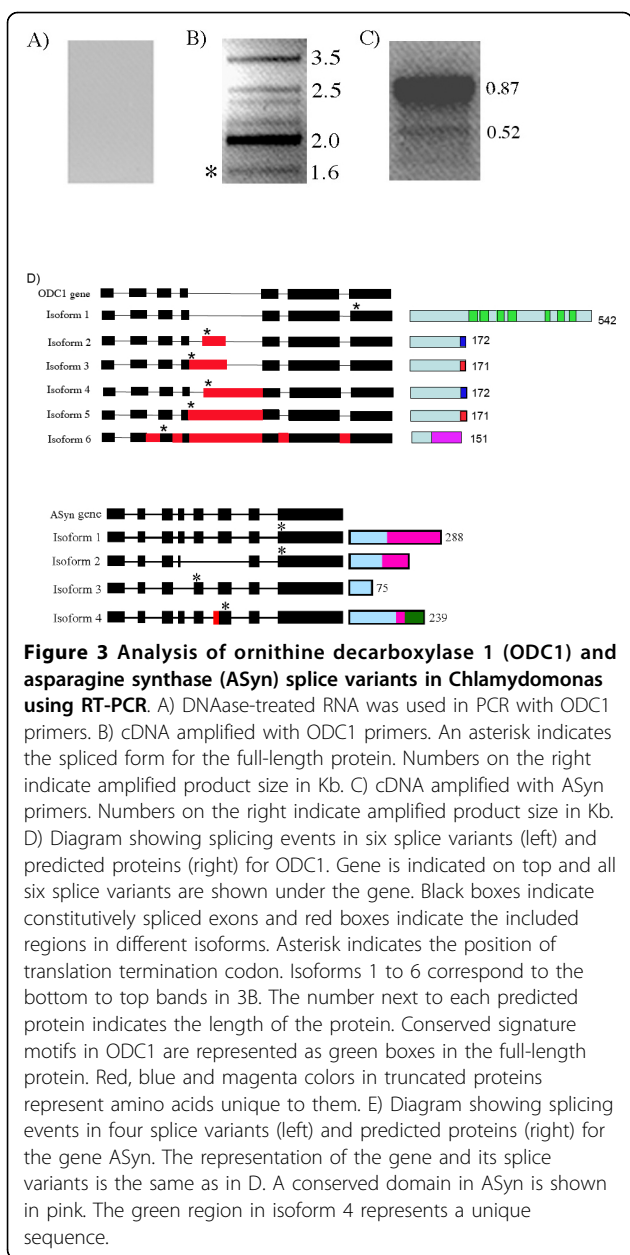 A)
B)
C)
3.5
2.5
2.0
* 1.6
0.87
0.52
D)
ODC1 gene
Isoform 1 * 542
Isoform 2 * 172
Isoform 3 * 171
Isoform 4 * 172
Isoform 5 * 171
Isoform 6 * 151
ASyn gene
Isoform 1 * 288
Isoform 2 *
Isoform 3 * 75
Isoform 4 * 239
Figure 3 Analysis of ornithine decarboxylase 1 (ODC1) and
asparagine synthase (ASyn) splice variants in Chlamydomonas
using RT-PCR. A) DNAase-treated RNA was used in PCR with ODC1
primers. B) cDNA amplified with ODC1 primers. An asterisk indicates
the spliced form for the full-length protein. Numbers on the right
indicate amplified product size in Kb. C) cDNA amplified with ASyn
primers. Numbers on the right indicate amplified product size in Kb.
D) Diagram showing splicing events in six splice variants (left) and
predicted proteins (right) for ODC1. Gene is indicated on top and all
six splice variants are shown under the gene. Black boxes indicate
constitutively spliced exons and red boxes indicate the included
regions in different isoforms. Asterisk indicates the position of
translation termination codon. Isoforms 1 to 6 correspond to the
bottom to top bands in 3B. The number next to each predicted
protein indicates the length of the protein. Conserved signature
motifs in ODC1 are represented as green boxes in the full-length
protein. Red, blue and magenta colors in truncated proteins
represent amino acids unique to them. E) Diagram showing splicing
events in four splice variants (left) and predicted proteins (right) for
the gene ASyn. The representation of the gene and its splice
variants is the same as in D. A conserved domain in ASyn is shown
in pink. The green region in isoform 4 represents a unique
sequence.